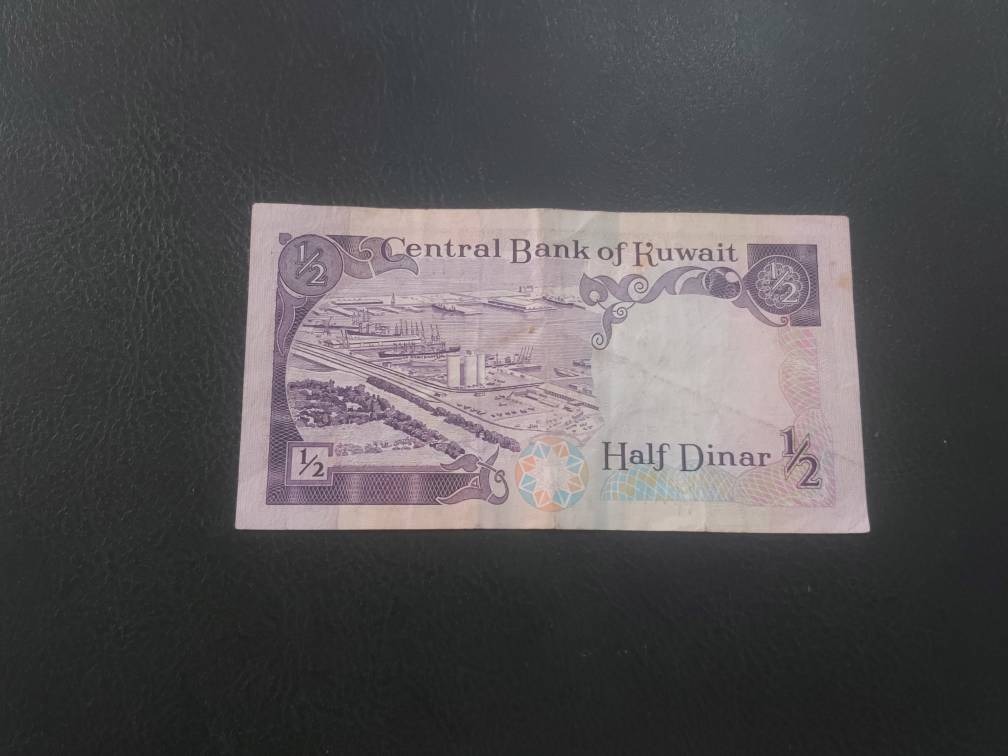 ½ Central Bank of Kuwait ½
½ Half Dinar ½